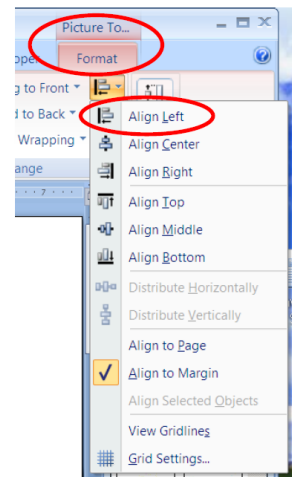 Picture To...
Format
g to Front
d to Back
Wrapping
ange
7
Align Left
Align Center
Align Right
Align Top
Align Middle
Align Bottom
Distribute Horizontally
Distribute Vertically
Align to Page
Align to Margin
Align Selected Objects
View Gridlines
Grid Settings...